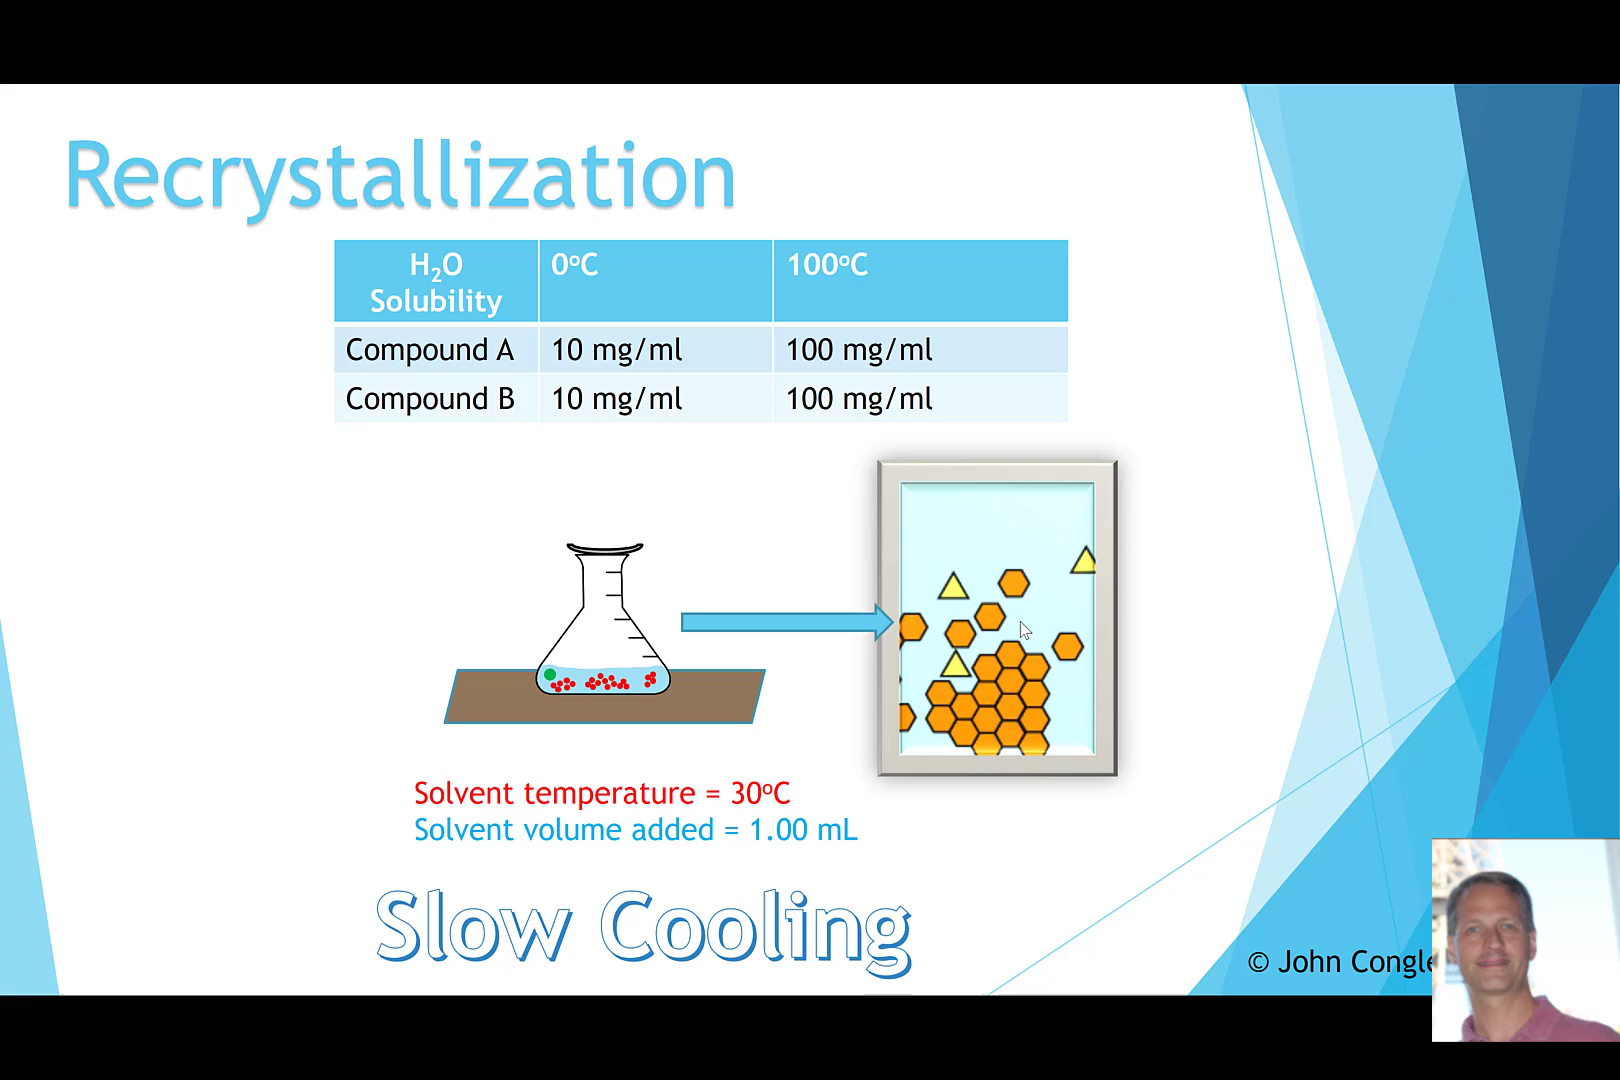 Recrystallization
H₂O Solubility 0°C 100°C
Compound A 10 mg/ml 100 mg/ml
Compound B 10 mg/ml 100 mg/ml
Solvent temperature = 30°C
Solvent volume added = 1.00 mL
Slow Cooling
© John Congle